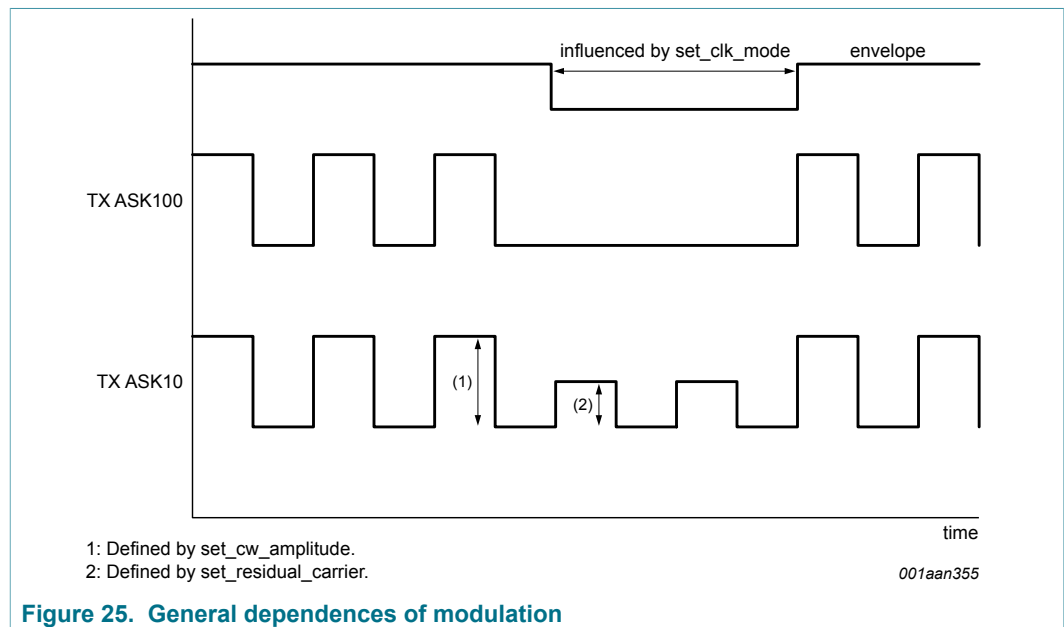 influenced by set_clk_mode
envelope
TX ASK100
TX ASK10
(1)
(2)
time
1: Defined by set_cw_amplitude.
2: Defined by set_residual_carrier.
001aan355
Figure 25. General dependences of modulation